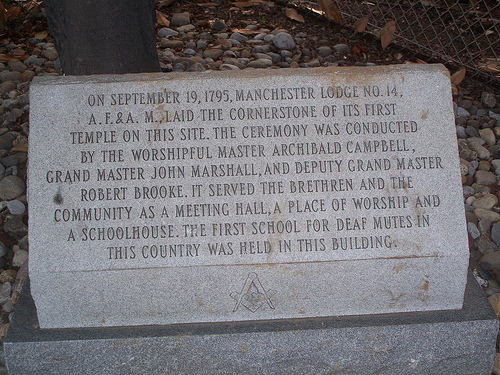 ON SEPTEMBER 19, 1795, MANCHESTER LODGE NO. 14,
A. F. & A. M., LAID THE CORNERSTONE OF ITS FIRST
TEMPLE ON THIS SITE. THE CEREMONY WAS CONDUCTED
BY THE WORSHIPFUL MASTER ARCHIBALD CAMPBELL,
GRAND MASTER JOHN MARSHALL, AND DEPUTY GRAND MASTER
ROBERT BROOKE. IT SERVED THE BRETHREN AND THE
COMMUNITY AS A MEETING HALL, A PLACE OF WORSHIP AND
A SCHOOLHOUSE. THE FIRST SCHOOL FOR DEAF MUTES IN
THIS COUNTRY WAS HELD IN THIS BUILDING.
G